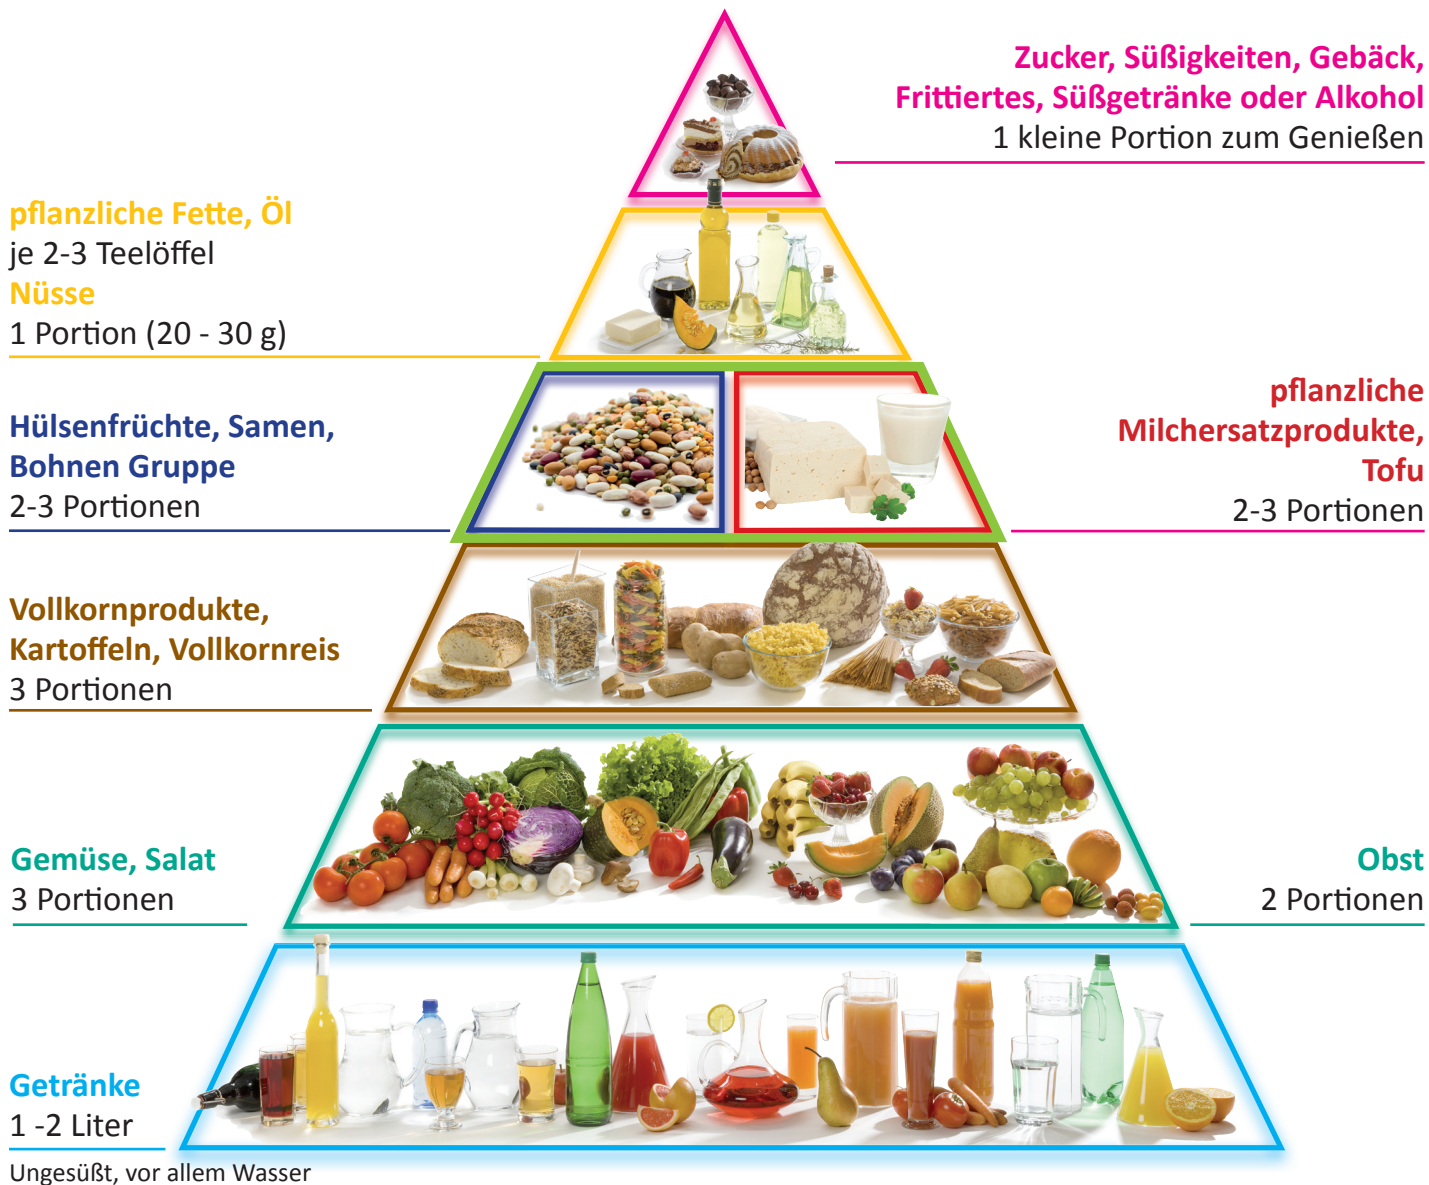 Zucker, Süßigkeiten, Gebäck,
Frittiertes, Süßgetränke oder Alkohol
1 kleine Portion zum Genießen
pflanzliche Fette, Öl
je 2-3 Teelöffel
Nüsse
1 Portion (20 - 30 g)
Hülsenfrüchte, Samen,
Bohnen Gruppe
2-3 Portionen
pflanzliche
Milchersatzprodukte,
Tofu
2-3 Portionen
Vollkornprodukte,
Kartoffeln, Vollkornreis
3 Portionen
Gemüse, Salat
3 Portionen
Obst
2 Portionen
Getränke
1 -2 Liter
Ungesüßt, vor allem Wasser